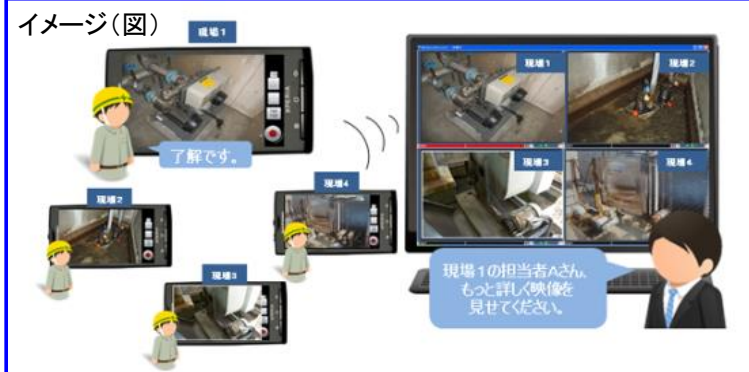 イメージ(図)
現場1
了解です。
現場2
現場4
現場3
現場1
現場2
現場3
現場4
現場1の担当者Aさん、
もっと詳しく映像を
見せてください。
XPERIA